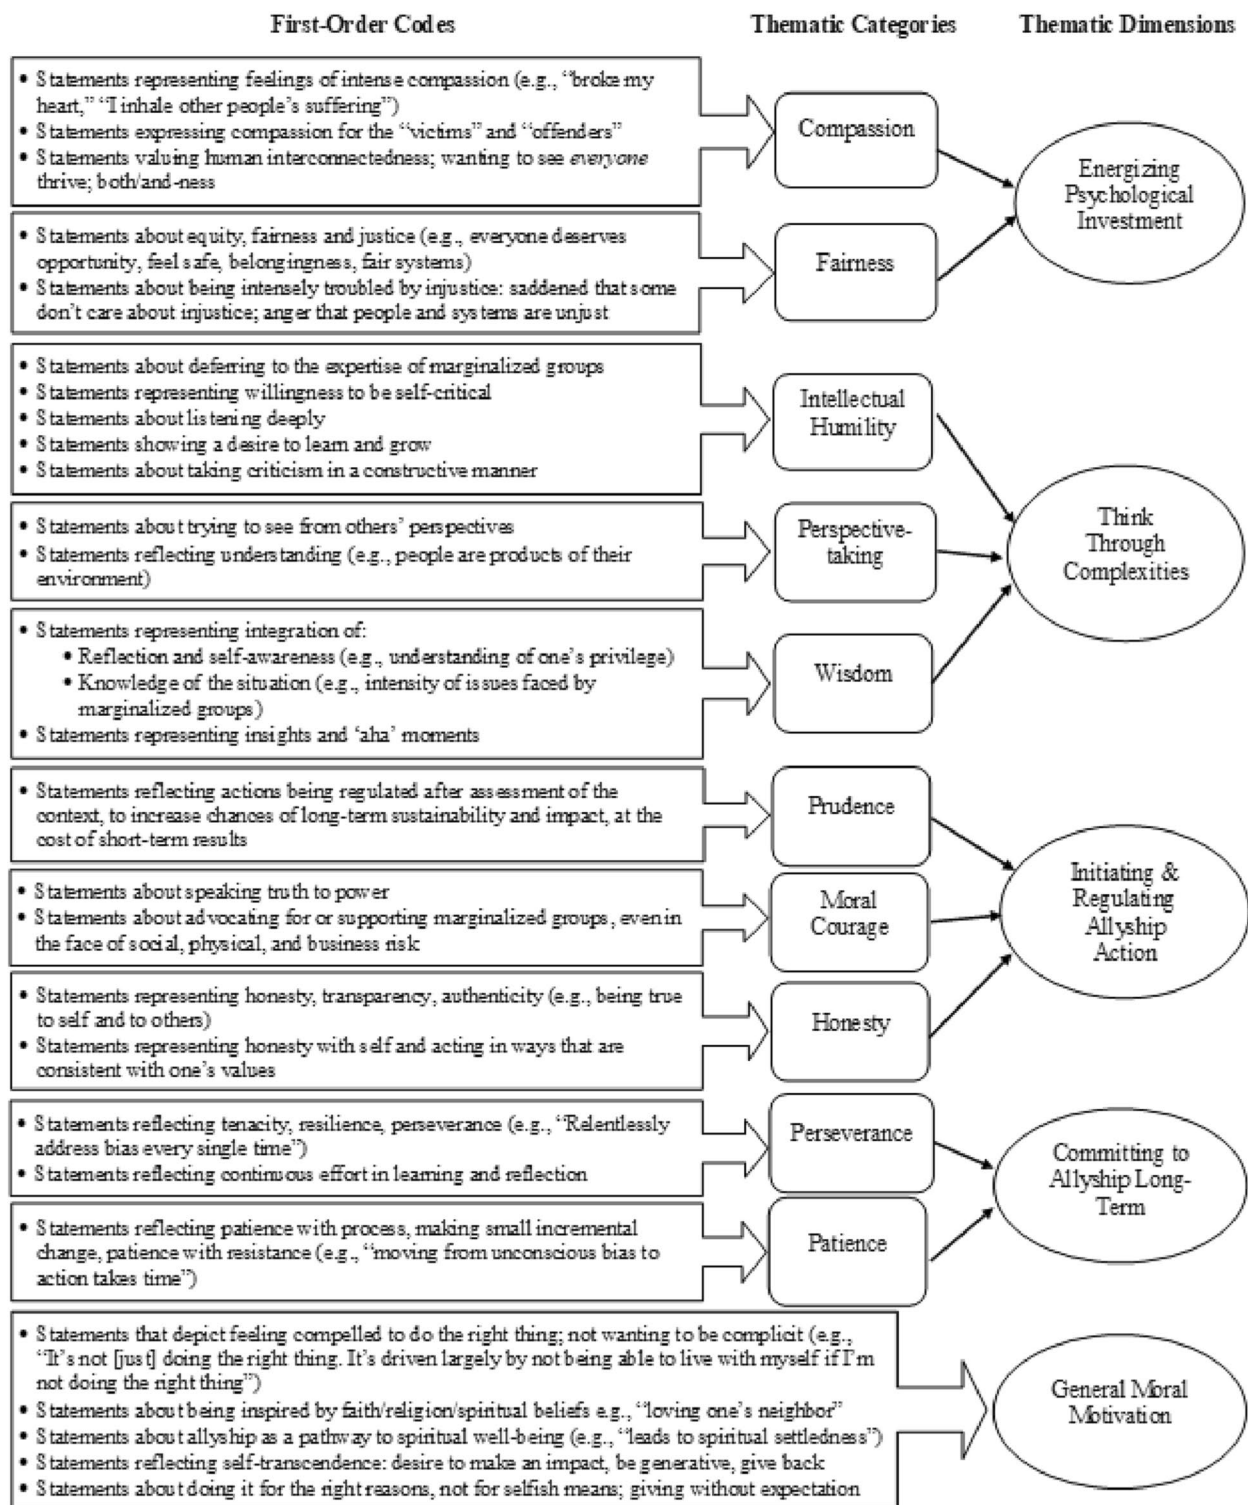 First-Order Codes
Thematic Categories
Thematic Dimensions
• Statements representing feelings of intense compassion (e.g., “broke my
heart,” “I inhale other people’s suffering”)
• Statements expressing compassion for the “victims” and “offenders”
• Statements valuing human interconnectedness; wanting to see everyone
thrive; both/and-ness
Compassion
• Statements about equity, fairness and justice (e.g., everyone deserves
opportunity, feel safe, belongingness, fair systems)
• Statements about being intensely troubled by injustice: saddened that some
don’t care about injustice; anger that people and systems are unjust
Fairness
Energizing
Psychological
Investment
• Statements about deferring to the expertise of marginalized groups
• Statements representing willingness to be self-critical
• Statements about listening deeply
• Statements showing a desire to learn and grow
• Statements about taking criticism in a constructive manner
Intellectual
Humility
• Statements about trying to see from others’ perspectives
• Statements reflecting understanding (e.g., people are products of their
environment)
Perspective-
taking
• Statements representing integration of:
• Reflection and self-awareness (e.g., understanding of one’s privilege)
• Knowledge of the situation (e.g., intensity of issues faced by
marginalized groups)
• Statements representing insights and ‘aha’ moments
Wisdom
Think
Through
Complexities
• Statements reflecting actions being regulated after assessment of the
context, to increase chances of long-term sustainability and impact, at the
cost of short-term results
Prudence
• Statements about speaking truth to power
• Statements about advocating for or supporting marginalized groups, even in
the face of social, physical, and business risk
Moral
Courage
• Statements representing honesty, transparency, authenticity (e.g., being true
to self and to others)
• Statements representing honesty with self and acting in ways that are
consistent with one’s values
Honesty
Initiating &
Regulating
Allyship
Action
• Statements reflecting tenacity, resilience, perseverance (e.g., “Relentlessly
address bias every single time”)
• Statements reflecting continuous effort in learning and reflection
Perseverance
• Statements reflecting patience with process, making small incremental
change, patience with resistance (e.g., “moving from unconscious bias to
action takes time”)
Patience
Committing to
Allyship Long-
Term
• Statements that depict feeling compelled to do the right thing; not wanting to be complicit (e.g.,
“It’s not [just] doing the right thing. It’s driven largely by not being able to live with myself if I’m
not doing the right thing”)
• Statements about being inspired by faith/religion/spiritual beliefs e.g., “loving one’s neighbor”
• Statements about allyship as a pathway to spiritual well-being (e.g., “leads to spiritual settledness”)
• Statements reflecting self-transcendence: desire to make an impact, be generative, give back
• Statements about doing it for the right reasons, not for selfish means; giving without expectation
General Moral
Motivation